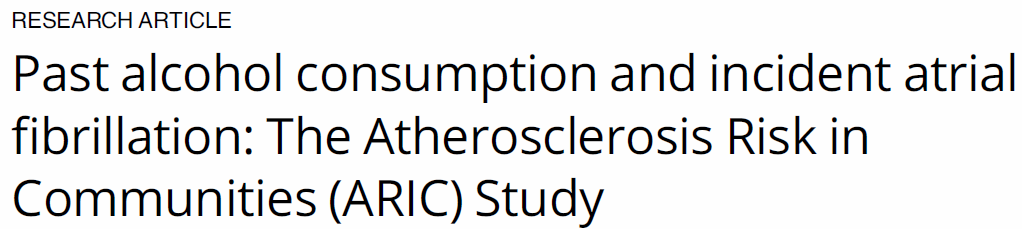 RESEARCH ARTICLE
Past alcohol consumption and incident atrial
fibrillation: The Atherosclerosis Risk in
Communities (ARIC) Study